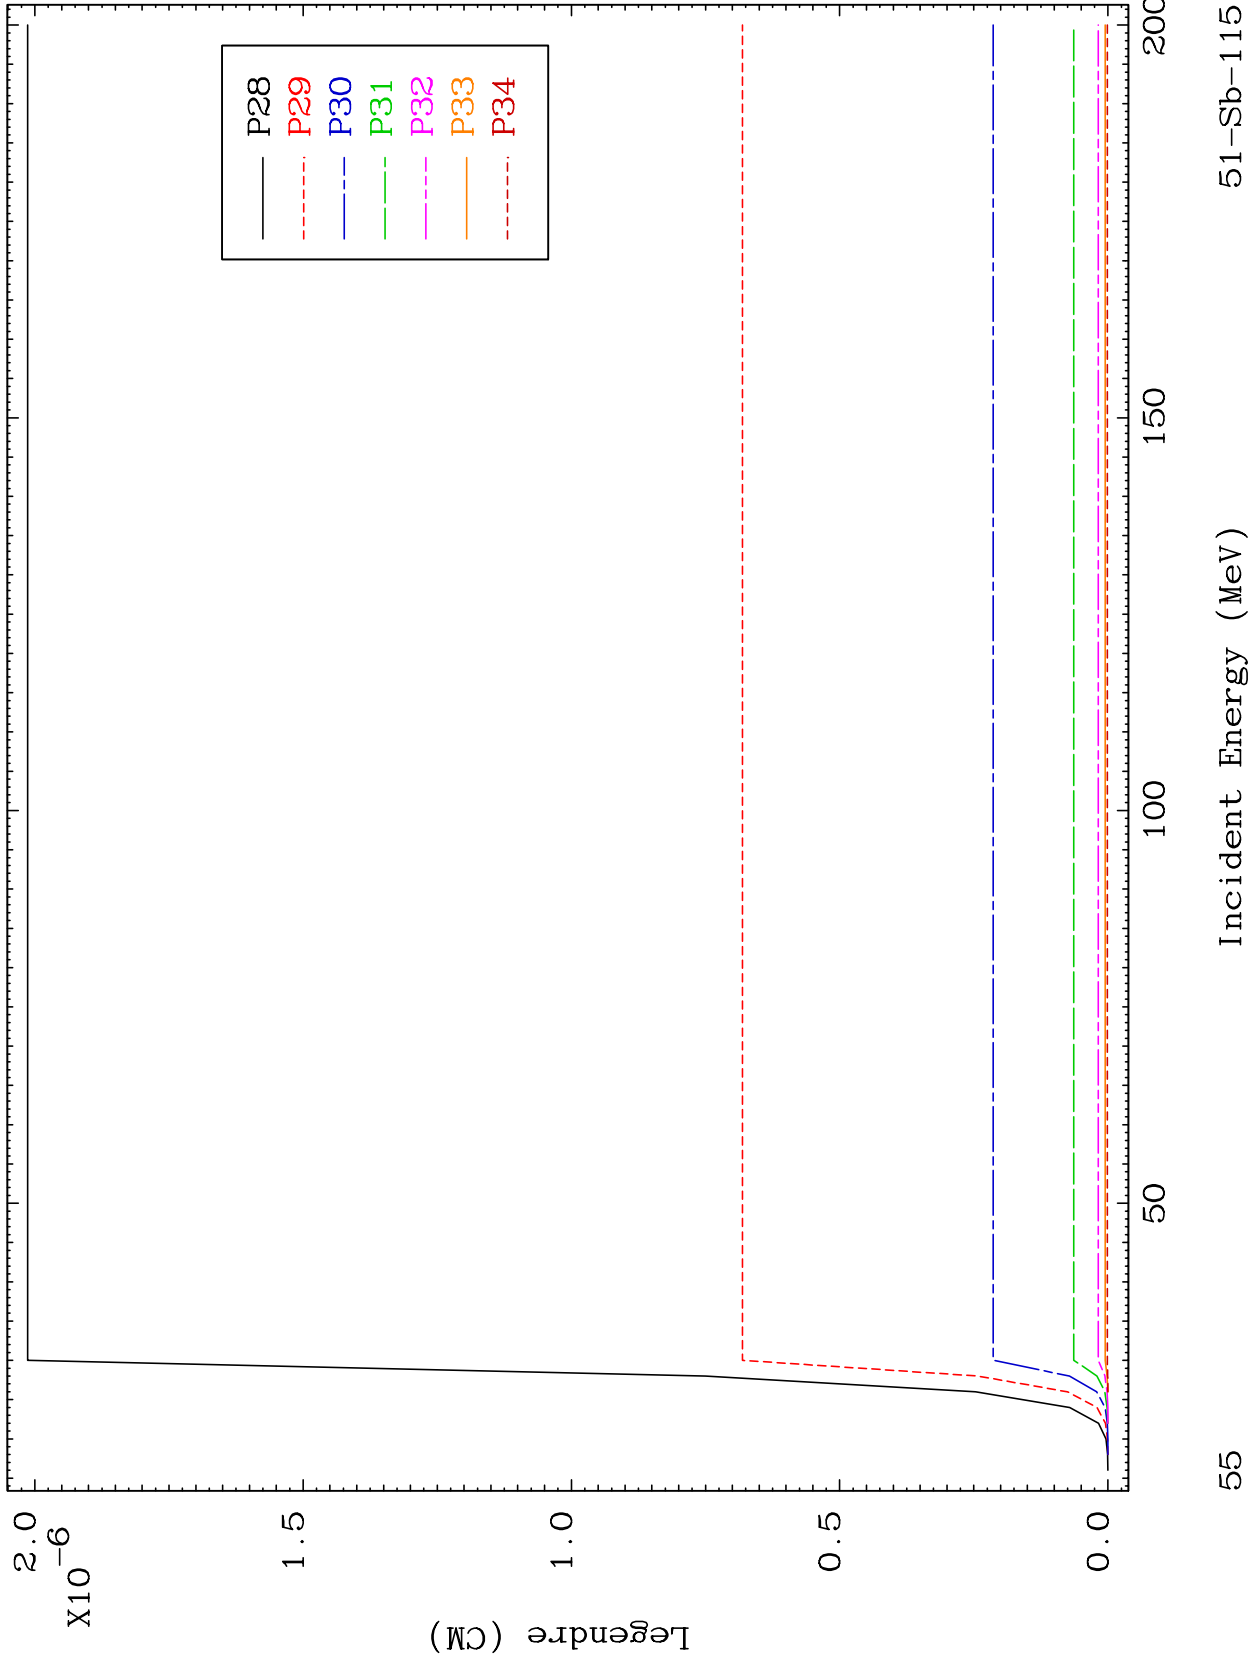 2.0
X10-6
1.5
1.0
0.5
0.0
Legendre (CM)
P28
P29
P30
P31
P32
P33
P34
50
100
150
200
Incident Energy (MeV)
55
51-Sb-115